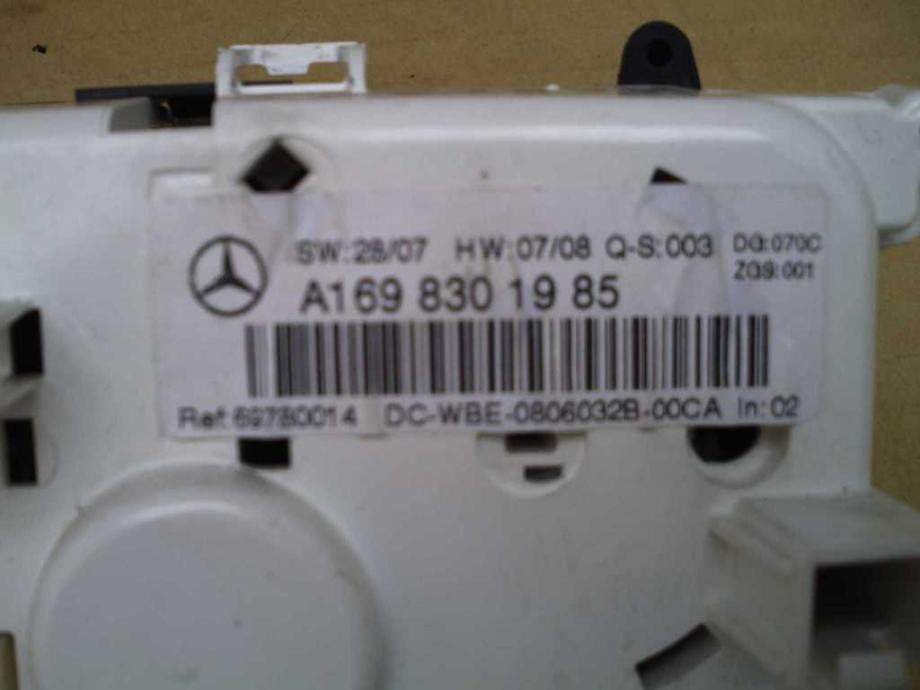 SW:28/07 HW:07/08 Q-S:003 DG:070C
ZGS:001
A169 830 19 85
Ref:69780014 DC-WBE-0806032B-00CA In:02